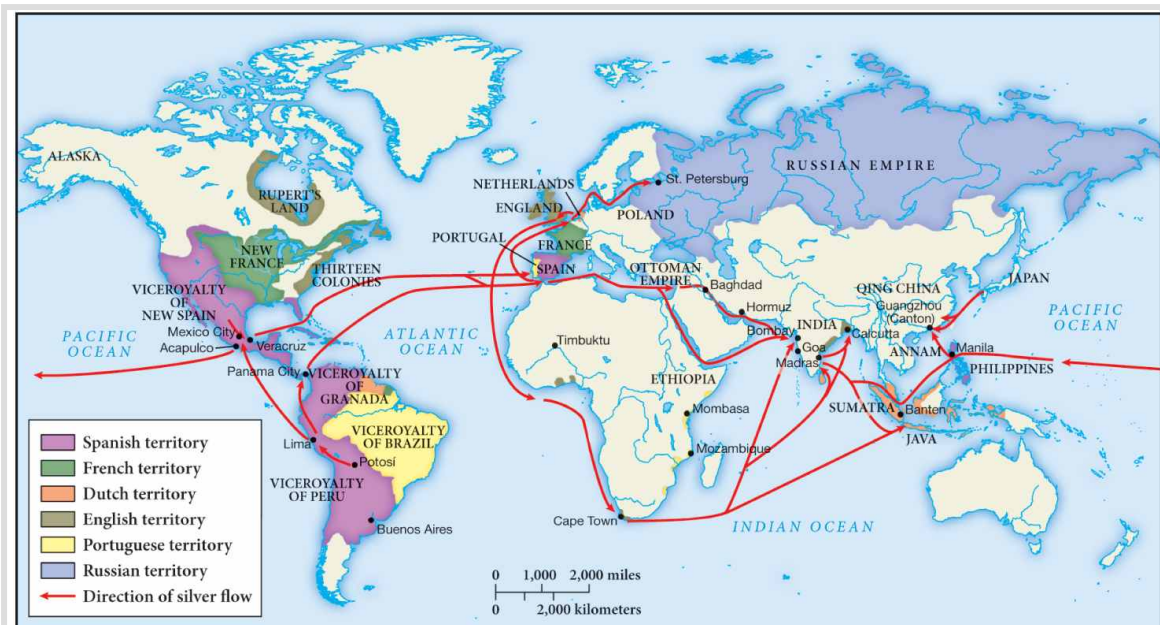 ALASKA
RUPERT'S
LAND
NEW
FRANCE
THIRTEEN
COLONIES
VICEROYALTY
OF
NEW SPAIN
Mexico City
Acapulco
Veracruz
Panama City
VICEROYALTY
OF
GRANADA
VICEROYALTY
OF BRAZIL
Lima
Potosí
VICEROYALTY
OF PERU
Buenos Aires
PACIFIC
OCEAN
ATLANTIC
OCEAN
NETHERLANDS
ENGLAND
St. Petersburg
POLAND
PORTUGAL
FRANCE
SPAIN
OTTOMAN
EMPIRE
Baghdad
Hormuz
RUSSIAN EMPIRE
QING CHINA
Guangzhou
(Canton)
JAPAN
PACIFIC
OCEAN
INDIA
Bombay
Goa
Madras
Calcutta
ANNAM
Manila
PHILIPPINES
SUMATRA
Banten
JAVA
Timbuktu
ETHIOPIA
Mombasa
Mozambique
Cape Town
INDIAN OCEAN
Spanish territory
French territory
Dutch territory
English territory
Portuguese territory
Russian territory
Direction of silver flow
0 1,000 2,000 miles
0 2,000 kilometers